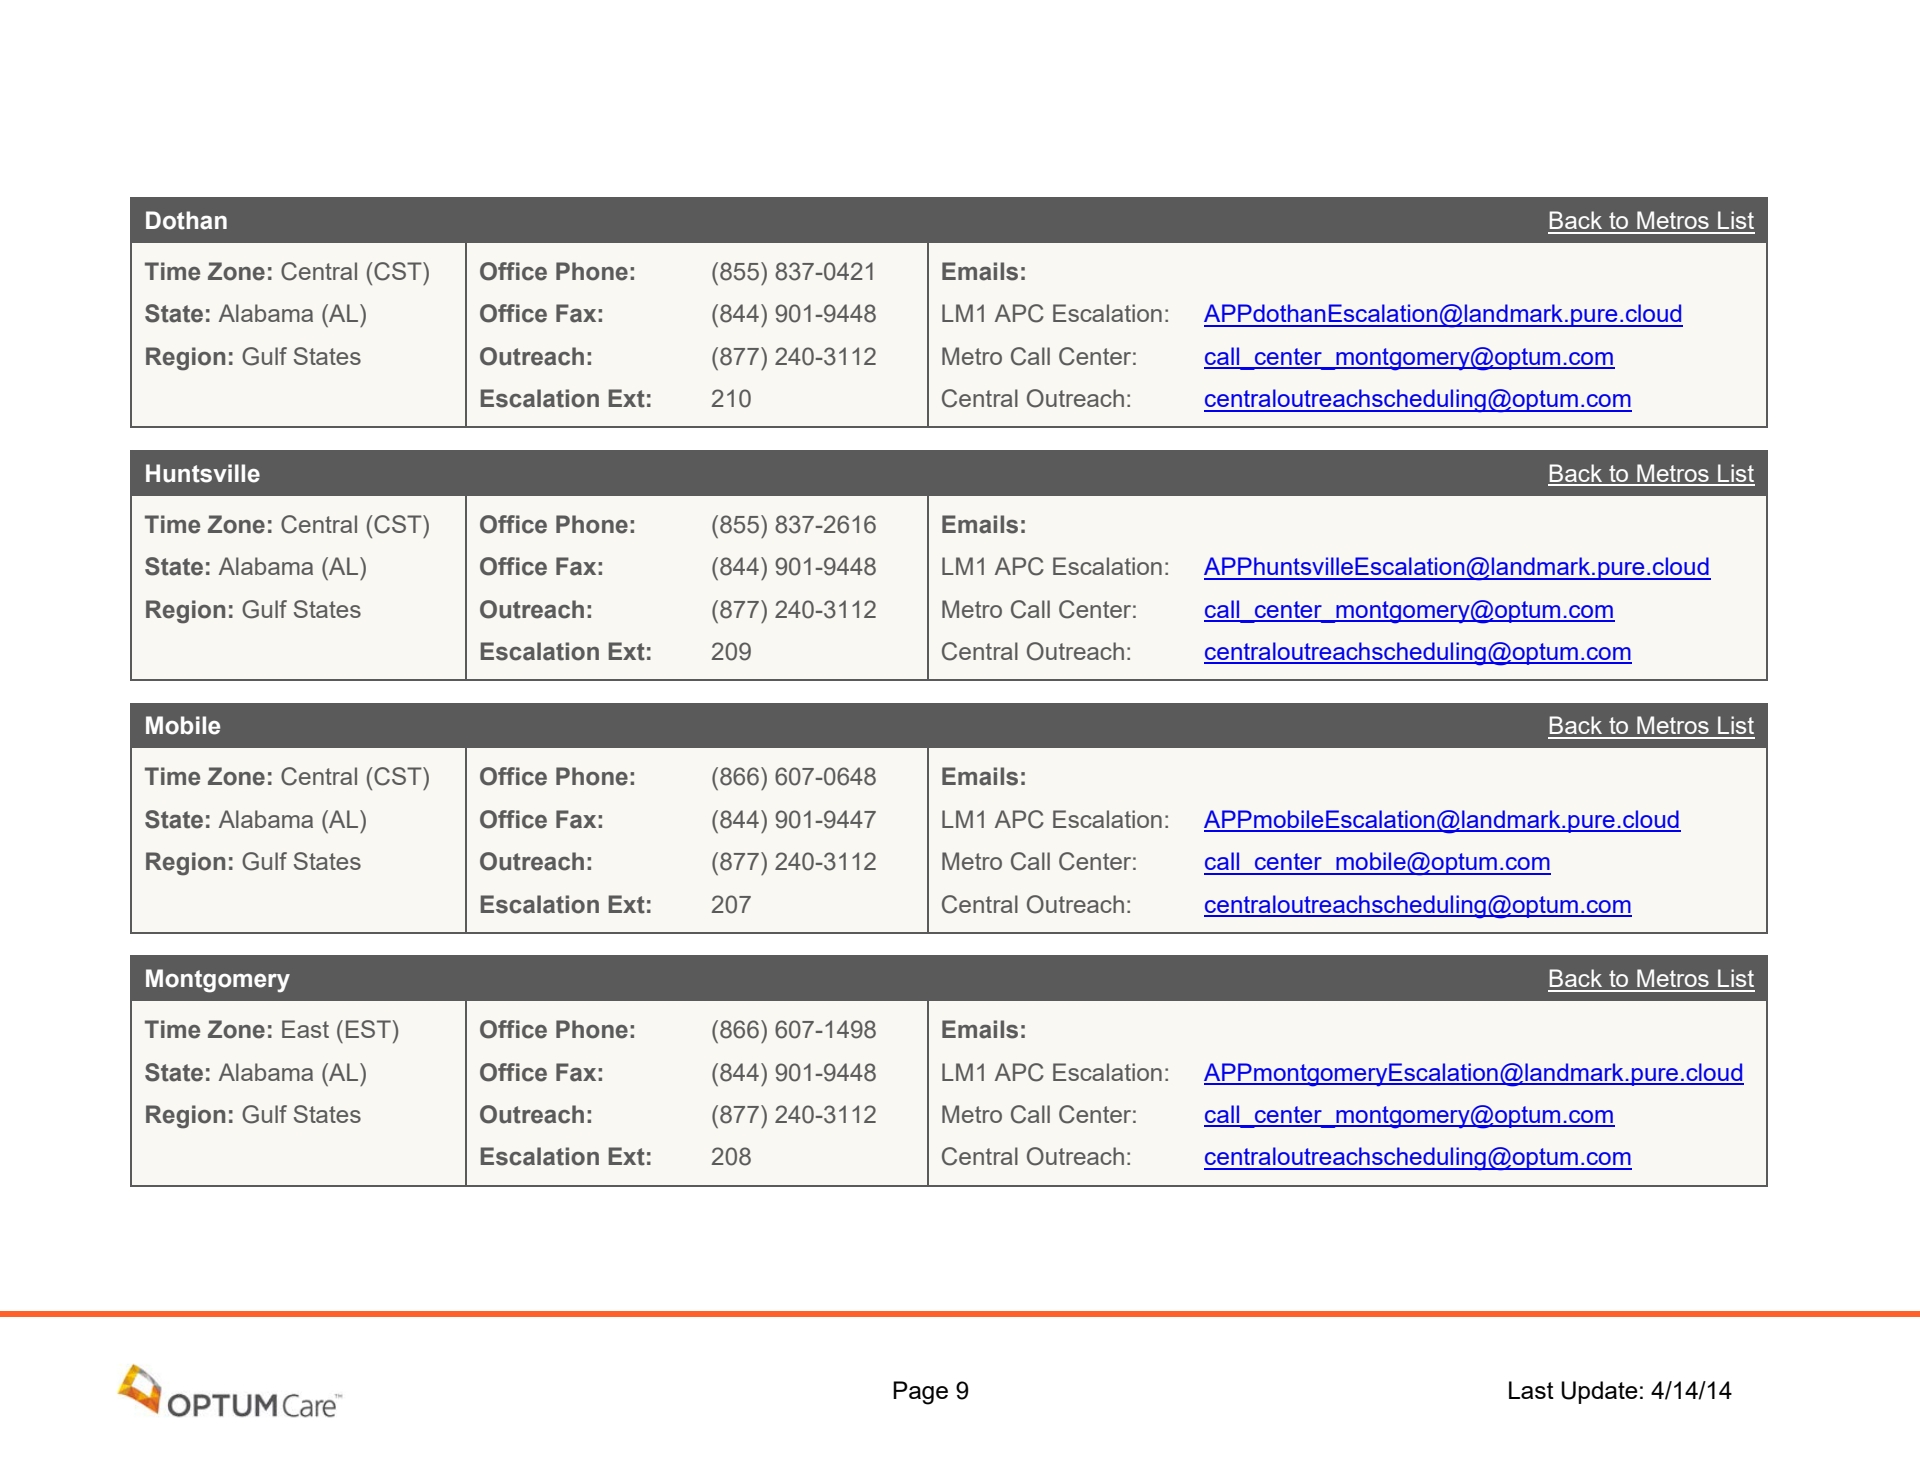 Dothan Back to Metros List
Time Zone: Central (CST) Office Phone: (855) 837-0421 Emails:
State: Alabama (AL) Office Fax: (844) 901-9448 LM1 APC Escalation: APPdothanEscalation@landmark.pure.cloud
Region: Gulf States Outreach: (877) 240-3112 Metro Call Center: call_center_montgomery@optum.com
Escalation Ext: 210 Central Outreach: centraloutreachscheduling@optum.com
Huntsville Back to Metros List
Time Zone: Central (CST) Office Phone: (855) 837-2616 Emails:
State: Alabama (AL) Office Fax: (844) 901-9448 LM1 APC Escalation: APPhuntsvilleEscalation@landmark.pure.cloud
Region: Gulf States Outreach: (877) 240-3112 Metro Call Center: call_center_montgomery@optum.com
Escalation Ext: 209 Central Outreach: centraloutreachscheduling@optum.com
Mobile Back to Metros List
Time Zone: Central (CST) Office Phone: (866) 607-0648 Emails:
State: Alabama (AL) Office Fax: (844) 901-9447 LM1 APC Escalation: APPmobileEscalation@landmark.pure.cloud
Region: Gulf States Outreach: (877) 240-3112 Metro Call Center: call_center_mobile@optum.com
Escalation Ext: 207 Central Outreach: centraloutreachscheduling@optum.com
Montgomery Back to Metros List
Time Zone: East (EST) Office Phone: (866) 607-1498 Emails:
State: Alabama (AL) Office Fax: (844) 901-9448 LM1 APC Escalation: APPmontgomeryEscalation@landmark.pure.cloud
Region: Gulf States Outreach: (877) 240-3112 Metro Call Center: call_center_montgomery@optum.com
Escalation Ext: 208 Central Outreach: centraloutreachscheduling@optum.com
OPTUM Care™ Page 9 Last Update: 4/14/14